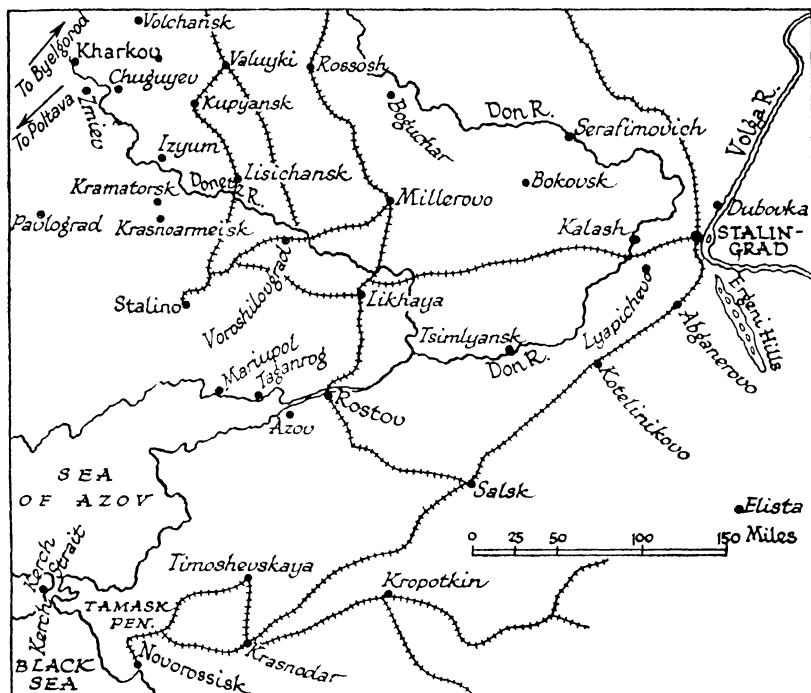 Volchansk
To Byelgorod
Kharkov
Valuyki
Rossosh
Chuguyev
To Poltava
Zmiev
Kupyansk
Boguchar
Don R.
Volga R.
Serafimovich
Izyum
Lisichansk
Donetz R.
Bokovsk
Kramatorsk
Millerovo
Dubovka
Pavlograd
Krasnoarmeisk
Kalash
STALIN-
GRAD
Voroshilovgrad
Stalino
Likhaya
Lyapichevo
Ergeni Hills
Abganerovo
Tsimlyansk
Don R.
Mariupol
Taganrog
Kotelinikovo
Rostov
Azov
SEA
OF AZOV
Salsk
Elista
0 25 50 100 150
Miles
Kerch
Strait
Timoshevskaya
Kropotkin
TAMASK
PEN.
Kerch
Krasnodar
BLACK
SEA
Novorossisk